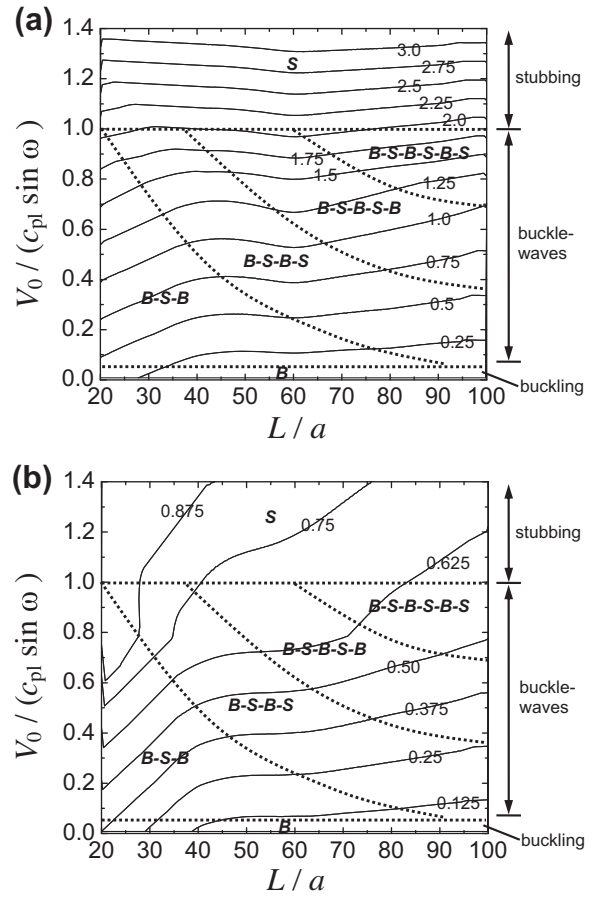 (a)
1.4
1.2
1.0
0.8
0.6
0.4
0.2
0.0
V₀ / (c_pl sin ω)
S
3.0
2.75
2.5
2.25
2.0
1.75
B-S-B-S-B-S
1.5
1.25
B-S-B-S-B
1.0
B-S-B-S
0.75
B-S-B
0.5
0.25
B
stubbing
buckle-
waves
buckling
20 30 40 50 60 70 80 90 100
L / a
(b)
1.4
1.2
1.0
0.8
0.6
0.4
0.2
0.0
V₀ / (c_pl sin ω)
0.875
S
0.75
0.625
B-S-B-S-B-S
B-S-B-S-B
0.50
B-S-B-S
0.375
B-S-B
0.25
0.125
B
stubbing
buckle-
waves
buckling
20 30 40 50 60 70 80 90 100
L / a